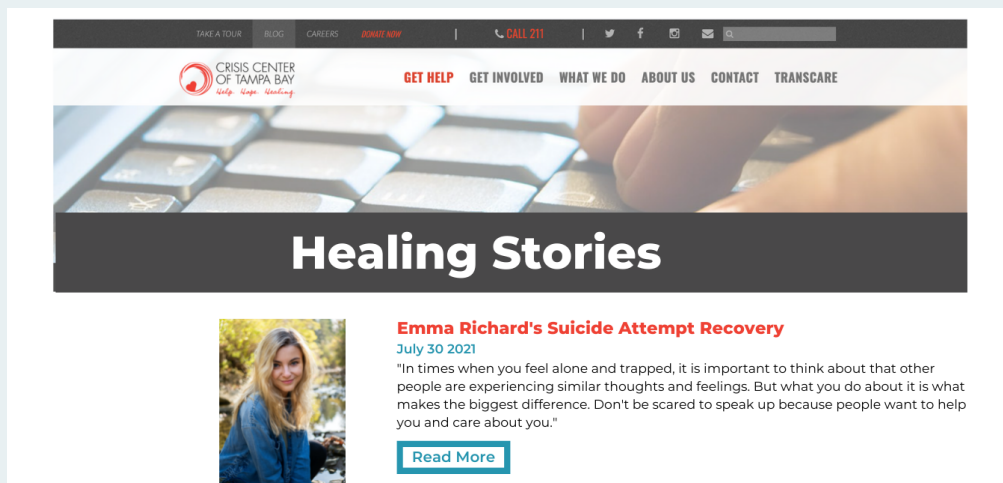 TAKE A TOUR BLOG CAREERS DONATE NOW | CALL 211 |
CRISIS CENTER
OF TAMPA BAY
Help. Hope. Healing.
GET HELP GET INVOLVED WHAT WE DO ABOUT US CONTACT TRANSCARE
Healing Stories
Emma Richard's Suicide Attempt Recovery
July 30 2021
"In times when you feel alone and trapped, it is important to think about that other
people are experiencing similar thoughts and feelings. But what you do about it is what
makes the biggest difference. Don't be scared to speak up because people want to help
you and care about you."
Read More